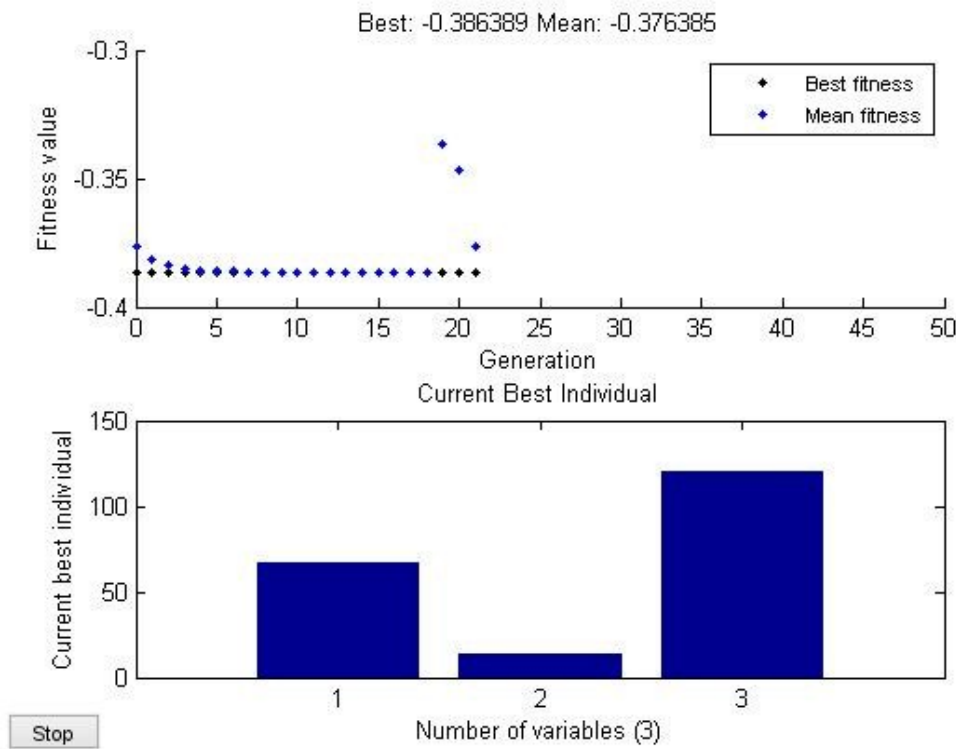 Best: -0.386389 Mean: -0.376385
-0.3
-0.35
-0.4
Fitness value
Best fitness
Mean fitness
0 5 10 15 20 25 30 35 40 45 50
Generation
Current Best Individual
150
100
50
0
Current best individual
1 2 3
Number of variables (3)
Stop